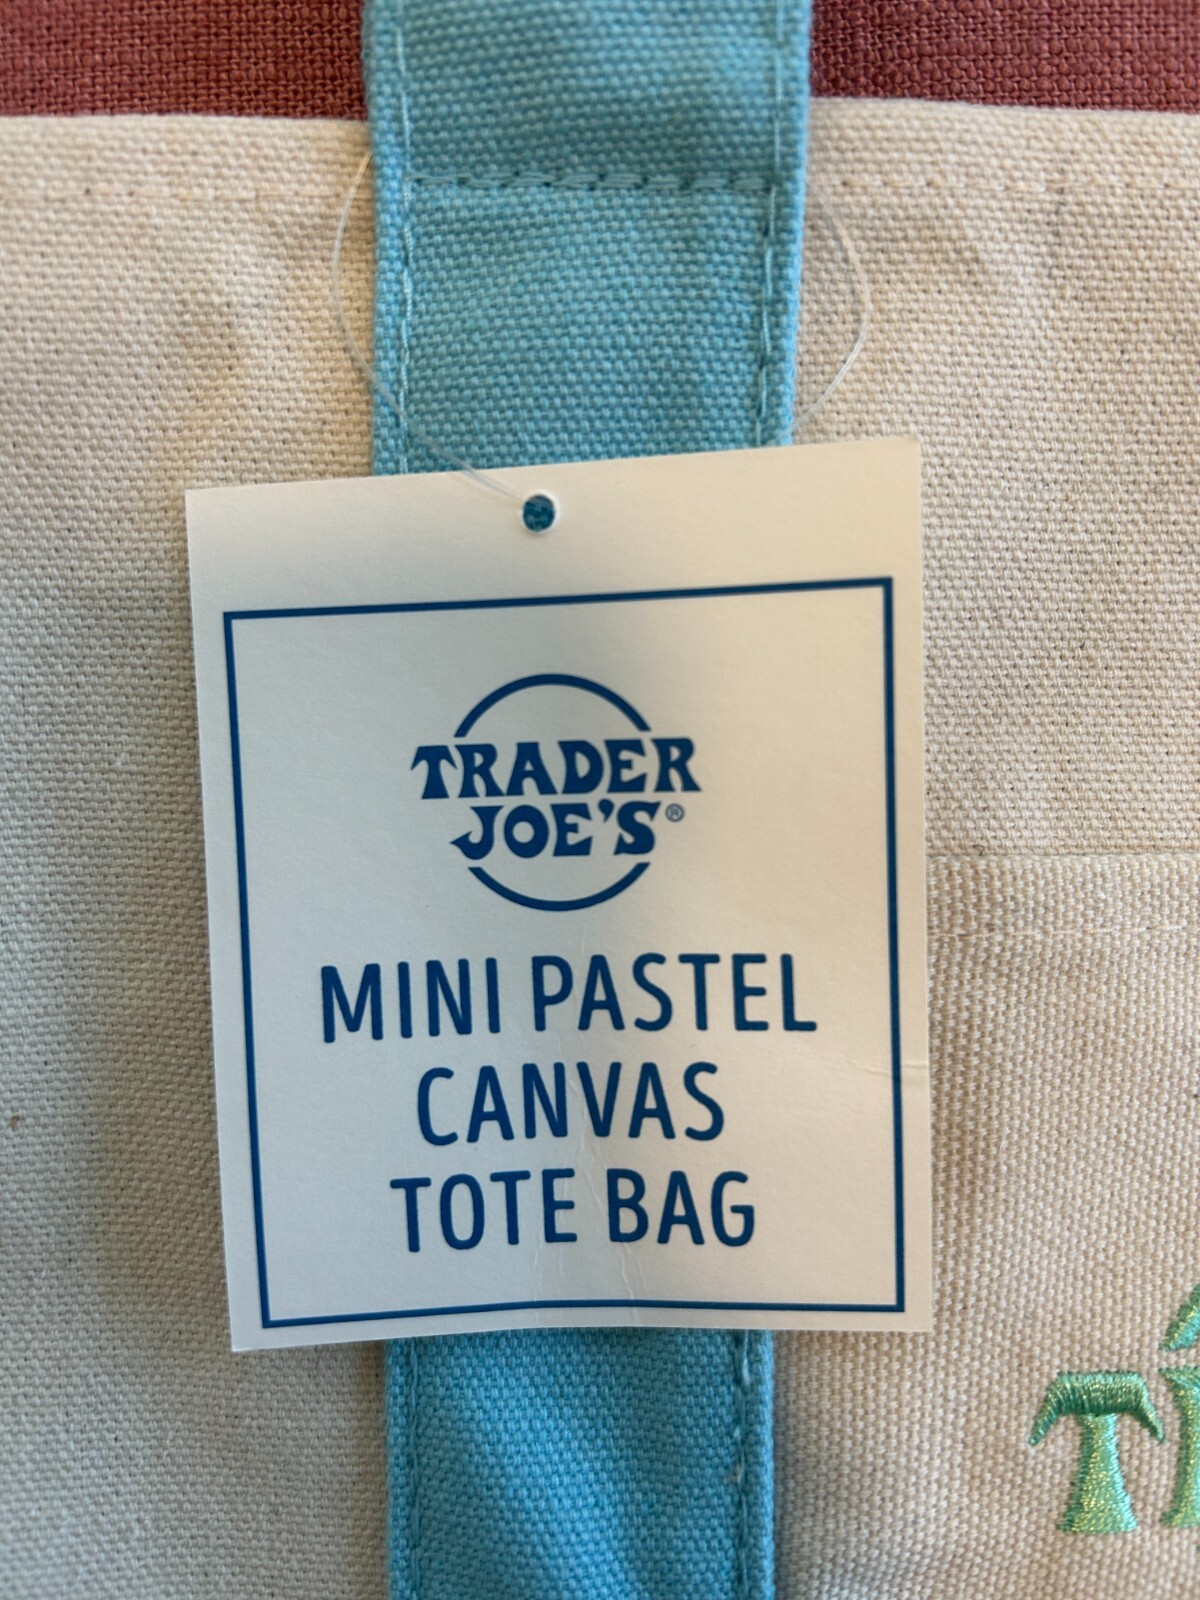 TRADER
JOE'S®
MINI PASTEL
CANVAS
TOTE BAG